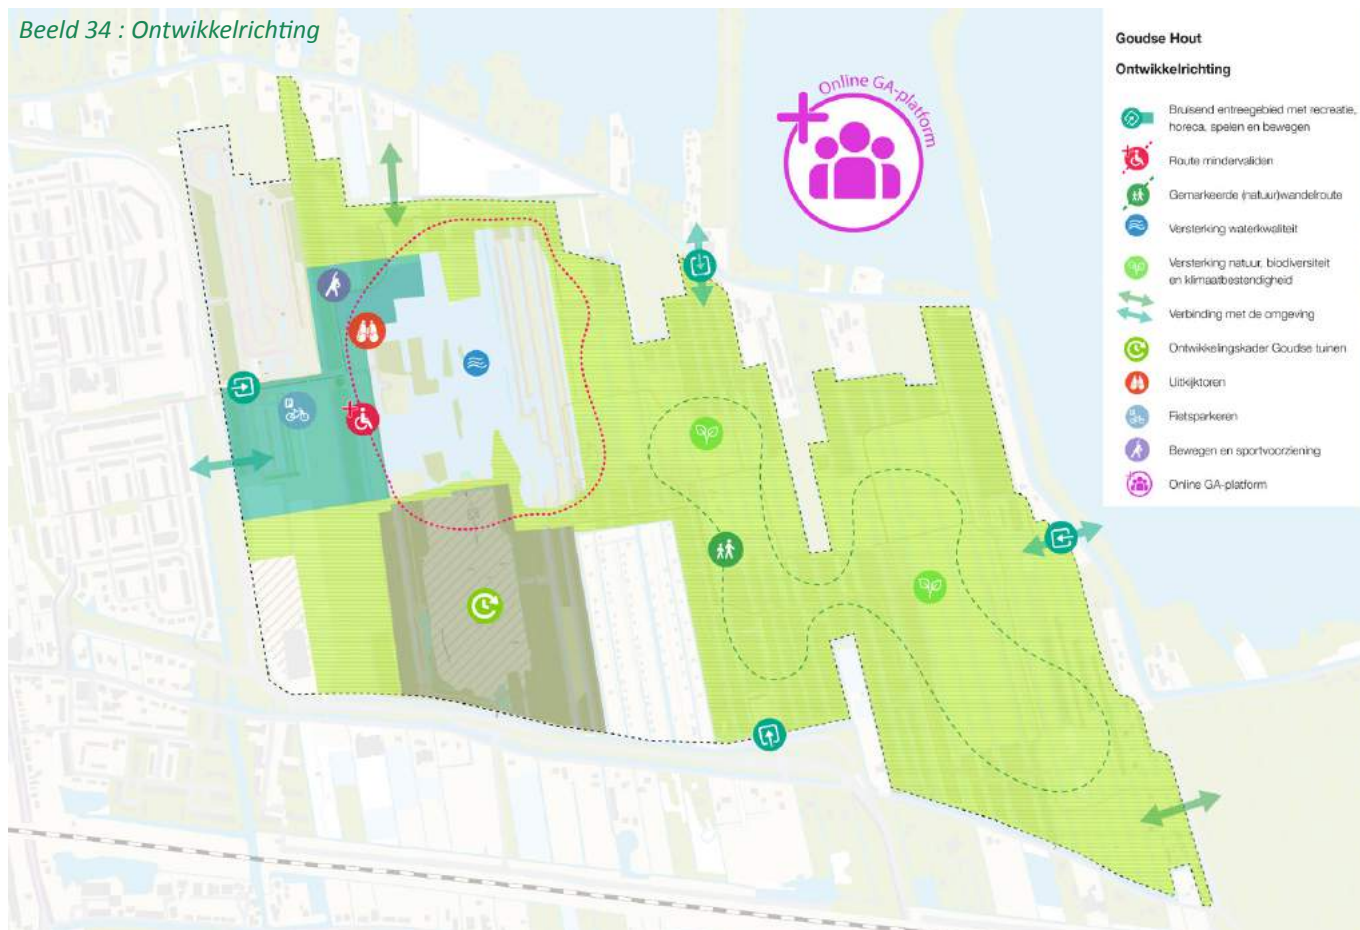 Beeld 34 : Ontwikkelrichting
Online GA-platform
Goudse Hout
Ontwikkelrichting
Bruisend entreegebied met recreatie,
horeca, spelen en bewegen
Route mindervaliden
Gemarkeerde (natuur)wandelroute
Versterking waterkwaliteit
Versterking natuur, biodiversiteit
en klimaatbestendigheid
Verbinding met de omgeving
Ontwikkelingskader Goudse tuinen
Uitkijktoren
Fietsparkeren
Bewegen en sportvoorziening
Online GA-platform
P